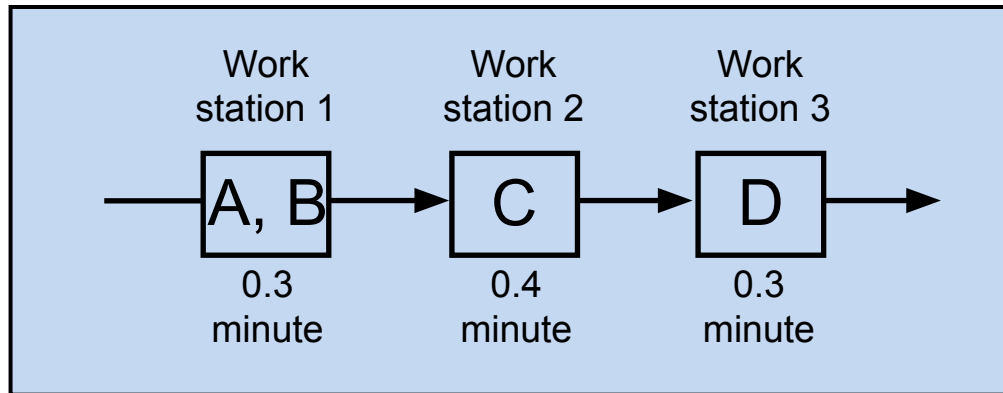 Work
station 1
Work
station 2
Work
station 3
A, B
C
D
0.3
minute
0.4
minute
0.3
minute